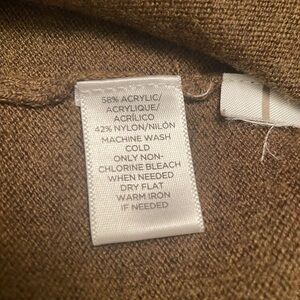 58% ACRYLIC/
ACRYLIQUE/
ACRÍLICO
42% NYLON/NILÓN
MACHINE WASH
COLD
ONLY NON-
CHLORINE BLEACH
WHEN NEEDED
DRY FLAT
WARM IRON
IF NEEDED